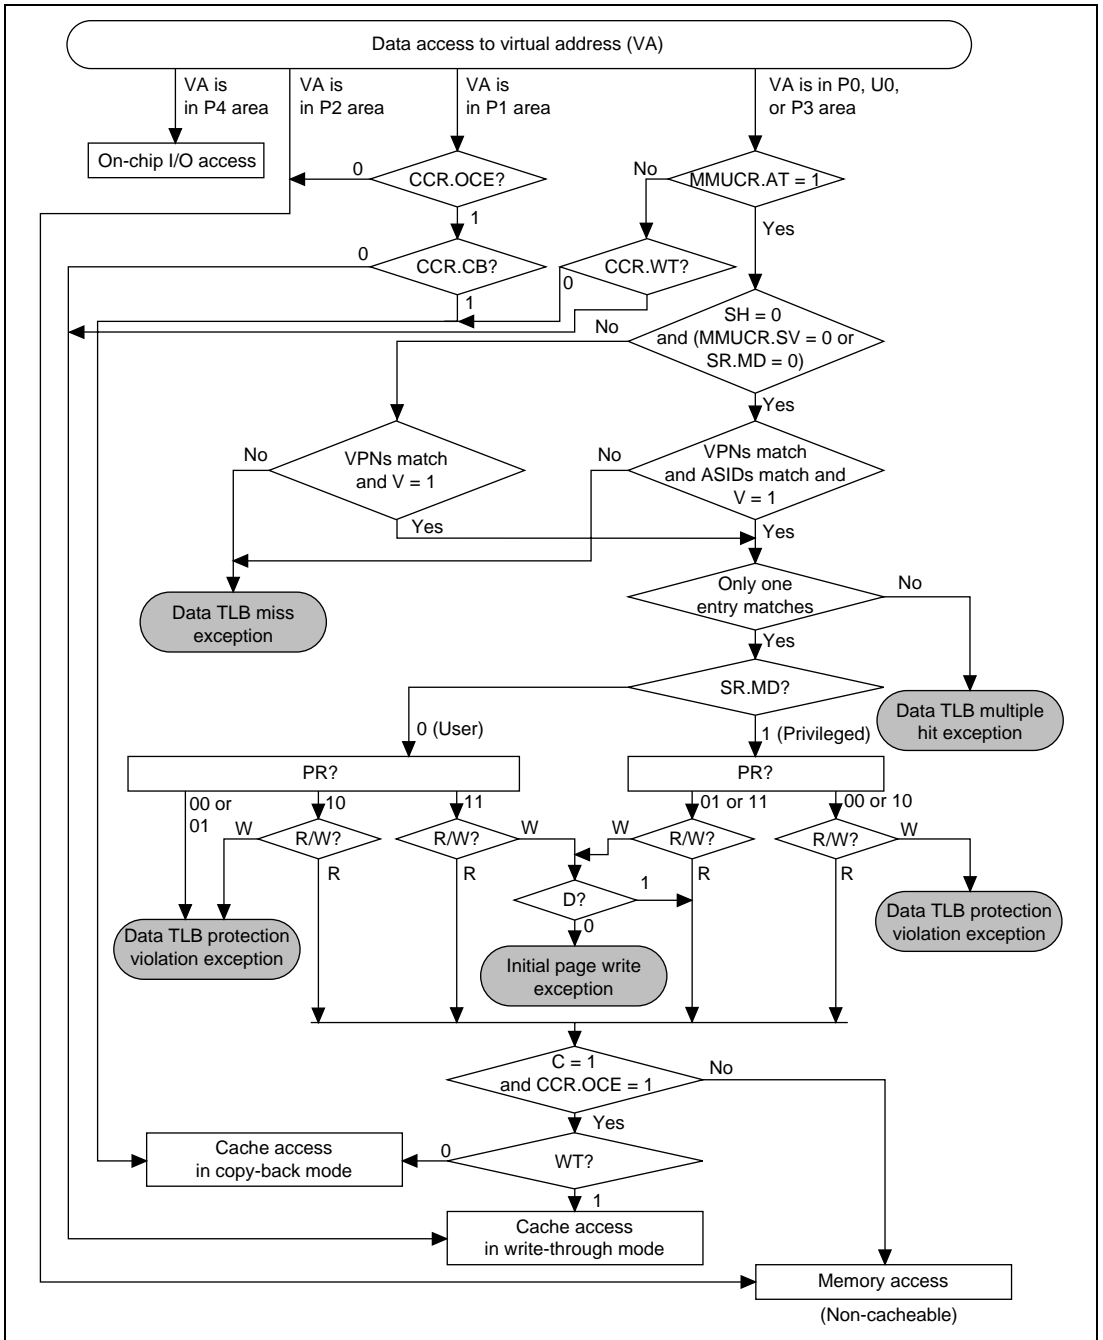 Data access to virtual address (VA)
VA is
in P4 area
VA is
in P2 area
VA is
in P1 area
VA is in P0, U0,
or P3 area
On-chip I/O access
0
CCR.OCE?
No
MMUCR.AT = 1
1
Yes
0
CCR.CB?
0
CCR.WT?
1
No
SH = 0
and (MMUCR.SV = 0 or
SR.MD = 0)
Yes
No
VPNs match
and V = 1
No
VPNs match
and ASIDs match and
V = 1
Yes
Yes
Only one
entry matches
No
Data TLB miss
exception
Yes
SR.MD?
Data TLB multiple
hit exception
0 (User)
1 (Privileged)
PR?
PR?
00 or
01
10
11
01 or 11
00 or 10
W
R/W?
R/W?
W
W
R/W?
R/W?
W
R
R
R
R
D?
1
0
Data TLB protection
violation exception
Initial page write
exception
Data TLB protection
violation exception
C = 1
and CCR.OCE = 1
No
Yes
Cache access
in copy-back mode
0
WT?
1
Cache access
in write-through mode
Memory access
(Non-cacheable)